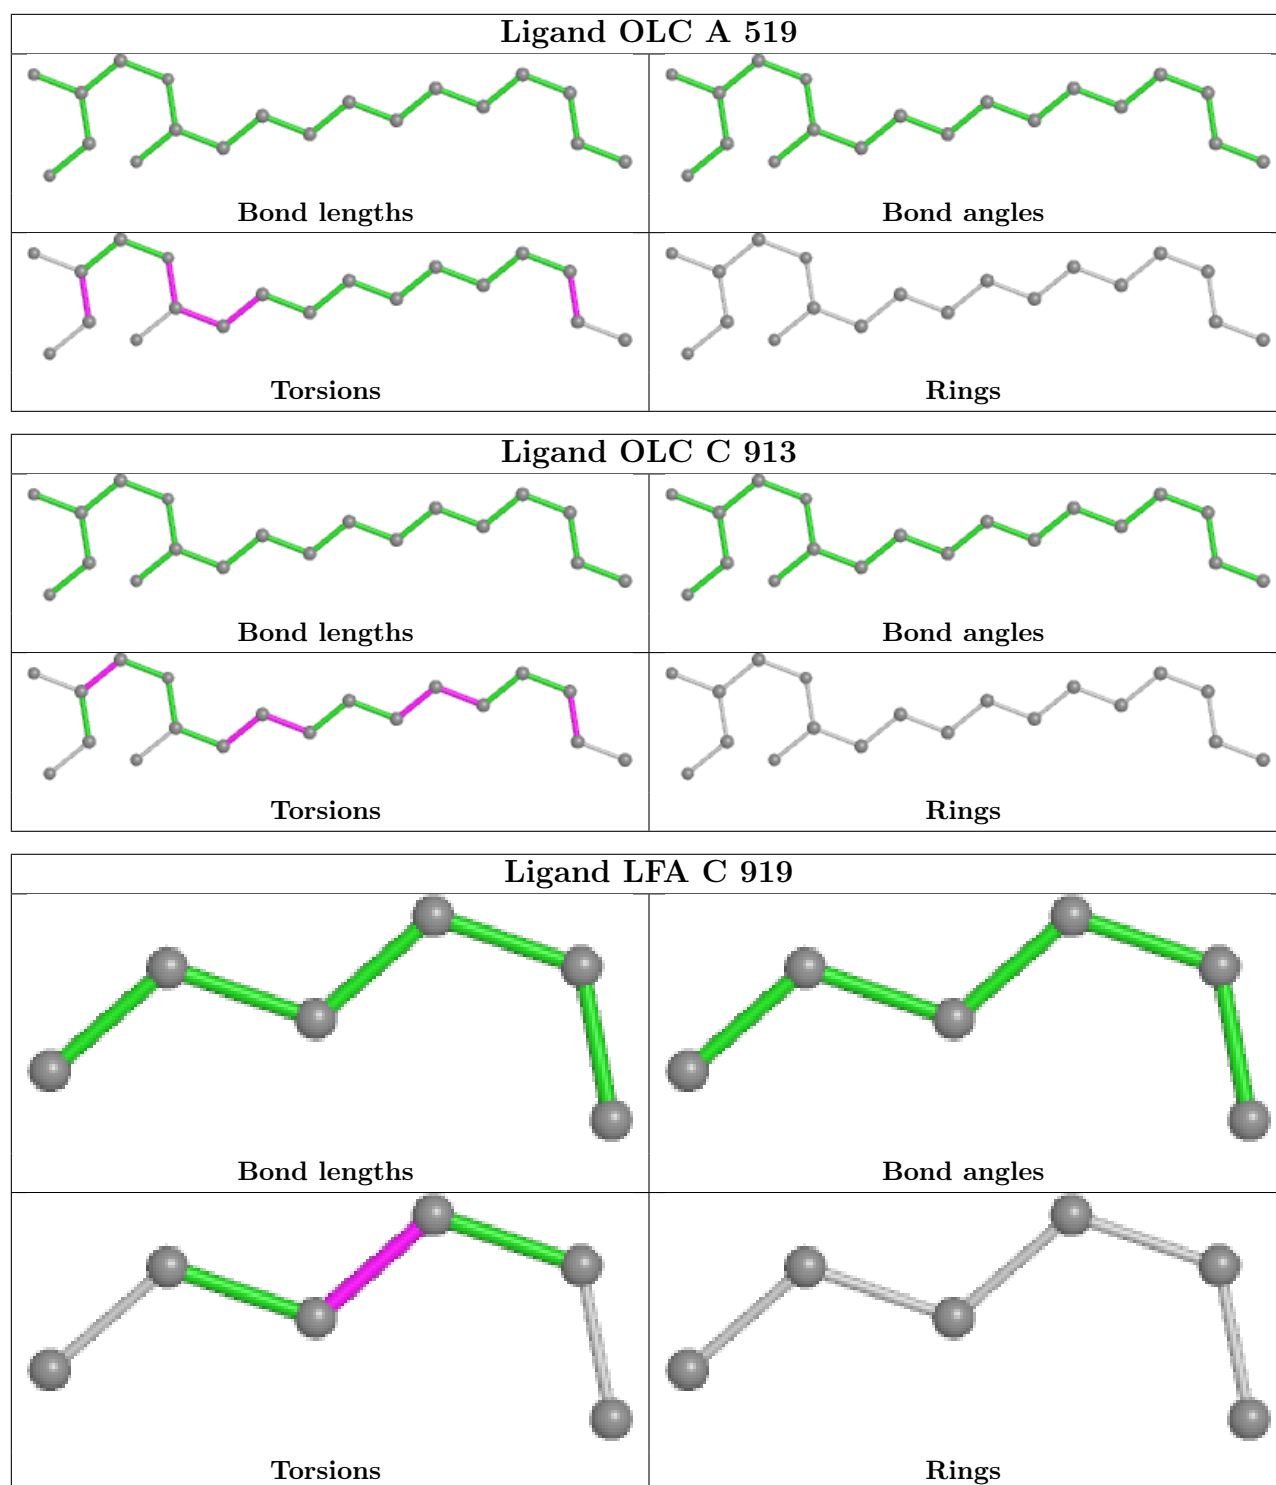 Ligand OLC A 519
Bond lengths
Bond angles
Torsions
Rings
Ligand OLC C 913
Bond lengths
Bond angles
Torsions
Rings
Ligand LFA C 919
Bond lengths
Bond angles
Torsions
Rings